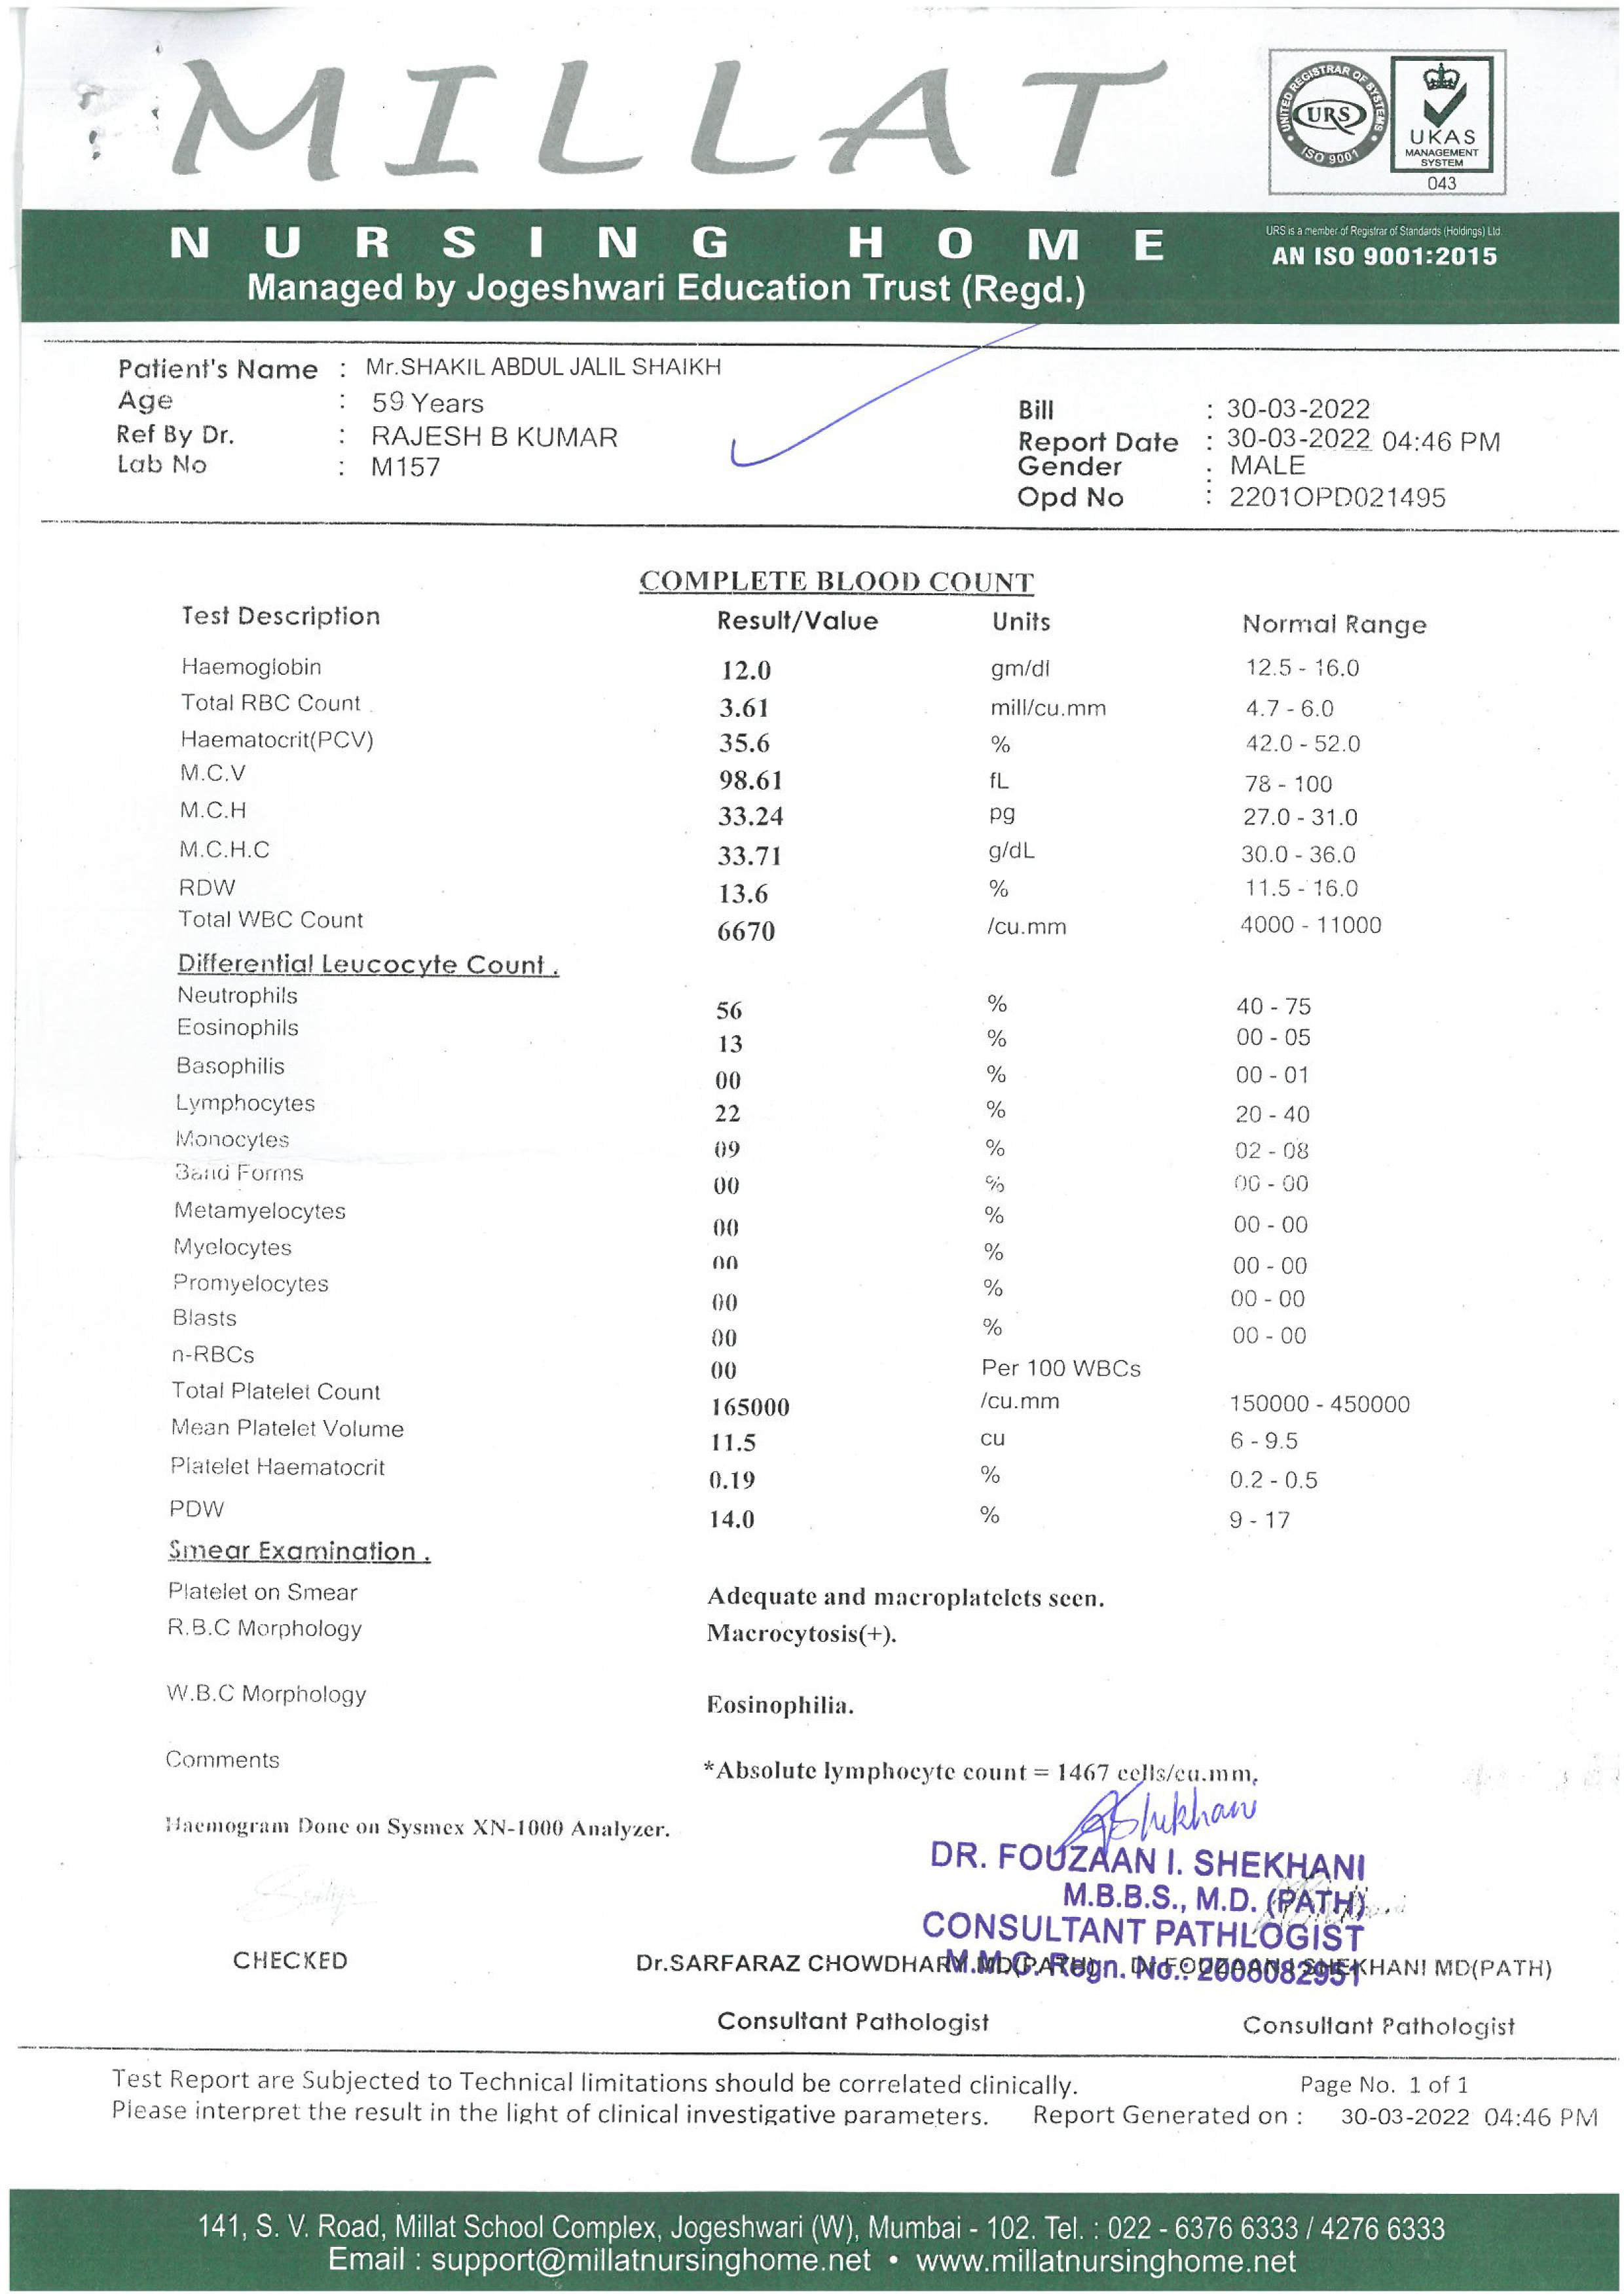 MILLAT
UNITED REGISTRAR OF SYSTEMS
URS
ISO 9001
UKAS
MANAGEMENT
SYSTEM
043
NURSING HOME
Managed by Jogeshwari Education Trust (Regd.)
URS is a member of Registrar of Standards (Holdings) Ltd.
AN ISO 9001:2015
Patient's Name : Mr.SHAKIL ABDUL JALIL SHAIKH
Age : 59 Years
Bill : 30-03-2022
Ref By Dr. : RAJESH B KUMAR
Report Date : 30-03-2022 04:46 PM
Lab No : M157
Gender : MALE
Opd No : 2201OPD021495
COMPLETE BLOOD COUNT
Test Description Result/Value Units Normal Range
Haemoglobin 12.0 gm/dl 12.5 - 16.0
Total RBC Count 3.61 mill/cu.mm 4.7 - 6.0
Haematocrit(PCV) 35.6 % 42.0 - 52.0
M.C.V 98.61 fL 78 - 100
M.C.H 33.24 pg 27.0 - 31.0
M.C.H.C 33.71 g/dL 30.0 - 36.0
RDW 13.6 % 11.5 - 16.0
Total WBC Count 6670 /cu.mm 4000 - 11000
Differential Leucocyte Count .
Neutrophils 56 % 40 - 75
Eosinophils 13 % 00 - 05
Basophilis 00 % 00 - 01
Lymphocytes 22 % 20 - 40
Monocytes 09 % 02 - 08
Band Forms 00 % 00 - 00
Metamyelocytes 00 % 00 - 00
Myelocytes 00 % 00 - 00
Promyelocytes 00 % 00 - 00
Blasts 00 % 00 - 00
n-RBCs 00 Per 100 WBCs
Total Platelet Count 165000 /cu.mm 150000 - 450000
Mean Platelet Volume 11.5 cu 6 - 9.5
Platelet Haematocrit 0.19 % 0.2 - 0.5
PDW 14.0 % 9 - 17
Smear Examination .
Platelet on Smear Adequate and macroplatelets seen.
R.B.C Morphology Macrocytosis(+).
W.B.C Morphology Eosinophilia.
Comments *Absolute lymphocyte count = 1467 cells/cu.mm.
Haemogram Done on Sysmex XN-1000 Analyzer.
Shekhani
DR. FOUZAAN I. SHEKHANI
M.B.B.S., M.D. (PATH)
CONSULTANT PATHLOGIST
M.M.C. Regn. No.: 2008082951
CHECKED Dr.SARFARAZ CHOWDHARY MD(PATH) Dr.FOUZAAN I SHEKHANI MD(PATH)
Consultant Pathologist Consultant Pathologist
Test Report are Subjected to Technical limitations should be correlated clinically. Page No. 1 of 1
Please interpret the result in the light of clinical investigative parameters. Report Generated on : 30-03-2022 04:46 PM
141, S. V. Road, Millat School Complex, Jogeshwari (W), Mumbai - 102. Tel. : 022 - 6376 6333 / 4276 6333
Email : support@millatnursinghome.net • www.millatnursinghome.net